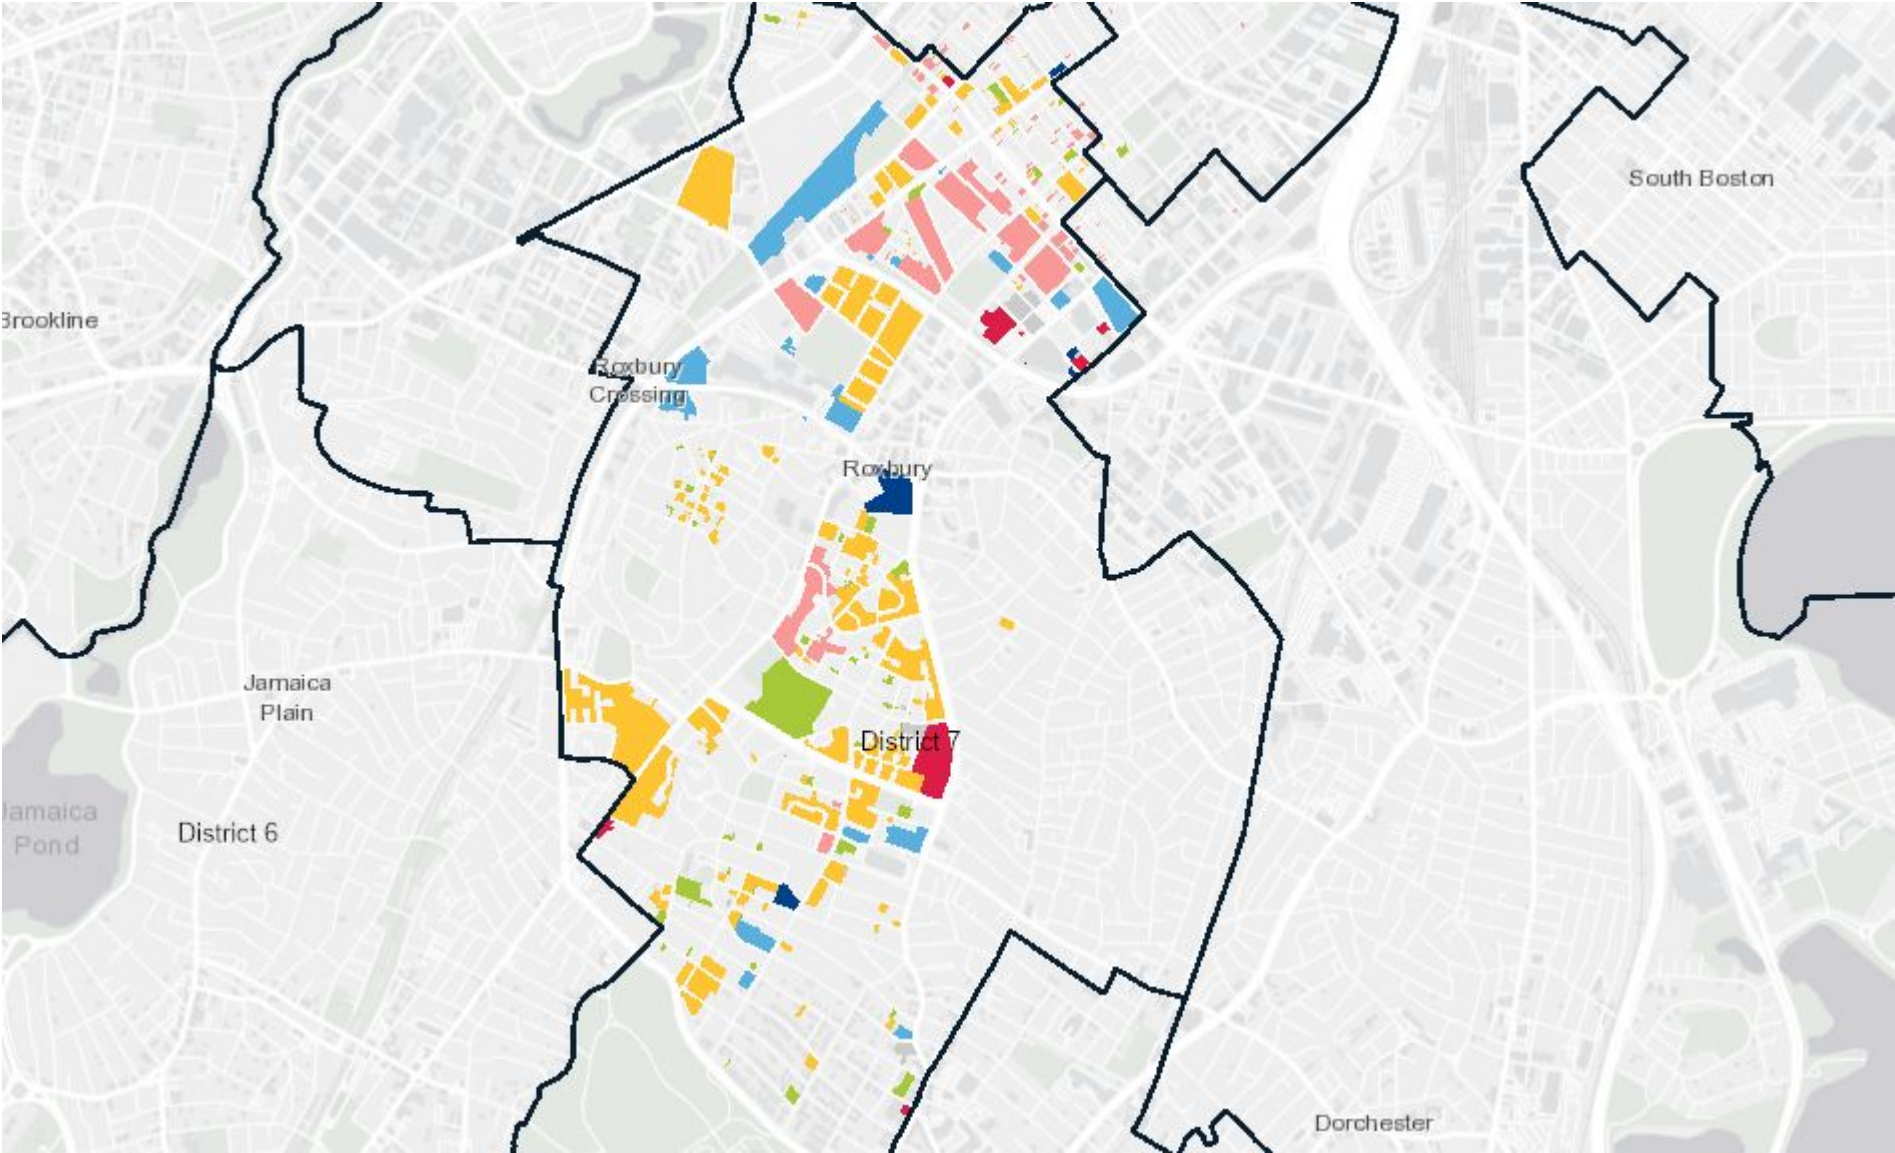 South Boston
Brookline
Roxbury
Crossing
Roxbury
Jamaica
Plain
District 7
Jamaica
Pond
District 6
Dorchester